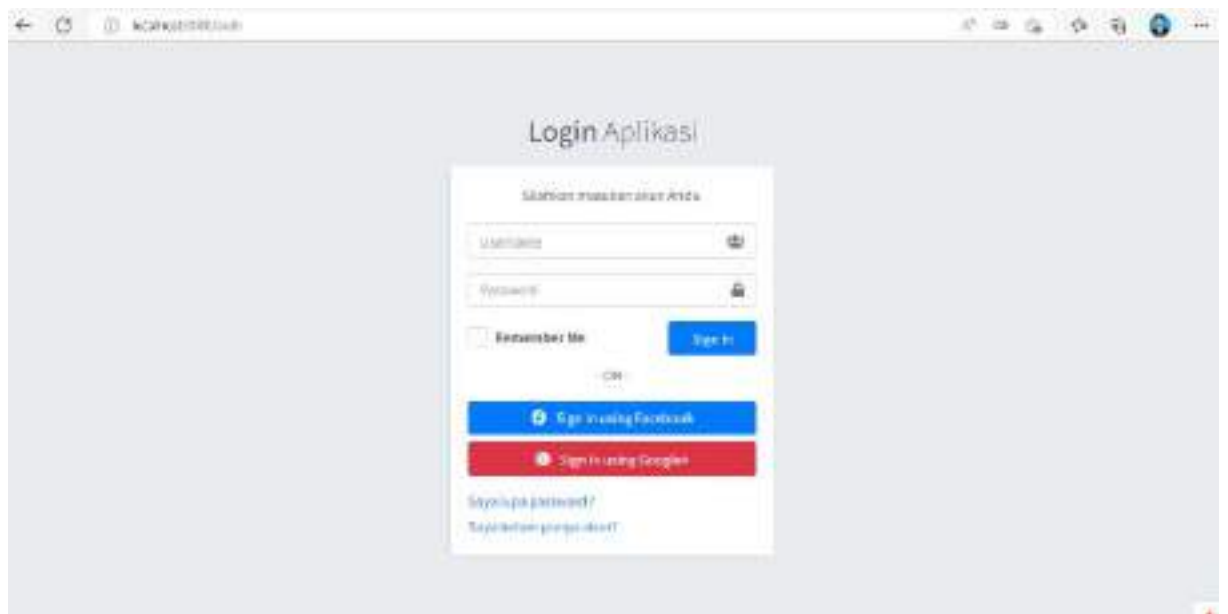 Login Aplikasi
Silahkan masukan akun Anda
Username
Password
Remember Me
Sign In
- OR -
Sign in using Facebook
Sign in using Google+
Saya lupa password?
Saya belum punya akun?